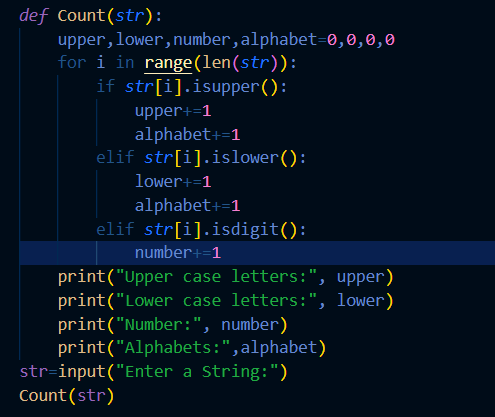 def Count(str):
    upper,lower,number,alphabet=0,0,0,0
    for i in range(len(str)):
        if str[i].isupper():
            upper+=1
            alphabet+=1
        elif str[i].islower():
            lower+=1
            alphabet+=1
        elif str[i].isdigit():
            number+=1
    print("Upper case letters:", upper)
    print("Lower case letters:", lower)
    print("Number:", number)
    print("Alphabets:",alphabet)
str=input("Enter a String:")
Count(str)